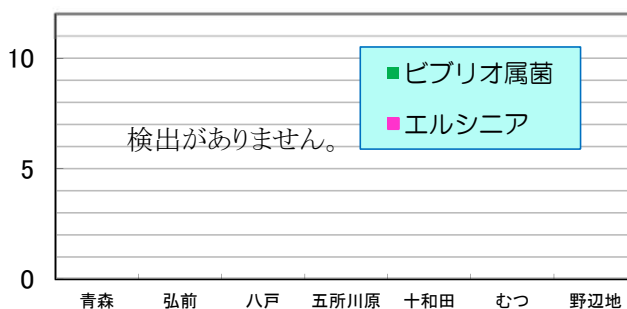 10
ビブリオ属菌
エルシニア
検出がありません。
5
0
青森 弘前 八戸 五所川原 十和田 むつ 野辺地